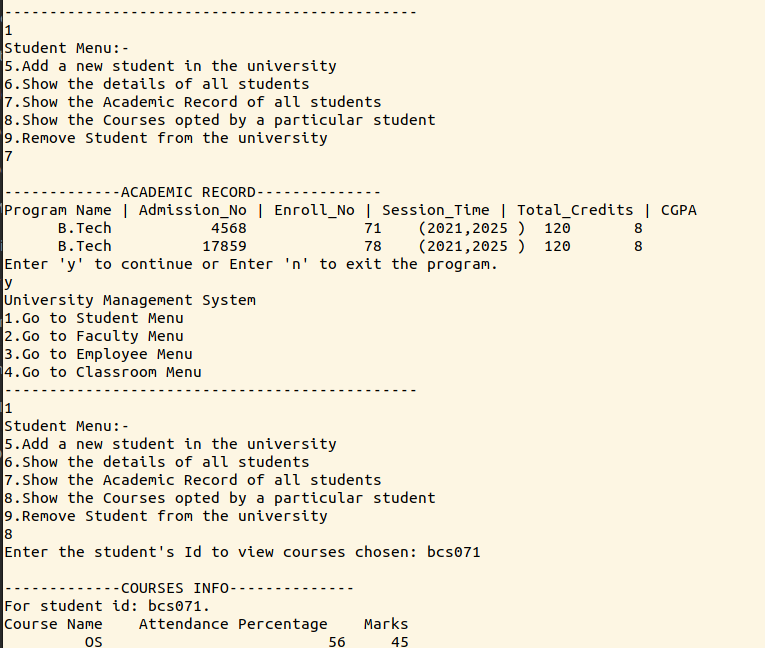 ----------------------------------------------
1
Student Menu:-
5.Add a new student in the university
6.Show the details of all students
7.Show the Academic Record of all students
8.Show the Courses opted by a particular student
9.Remove Student from the university
7
-------------ACADEMIC RECORD--------------
Program Name | Admission_No | Enroll_No | Session_Time | Total_Credits | CGPA
      B.Tech           4568             71    (2021,2025 )  120       8
      B.Tech          17859             78    (2021,2025 )  120       8
Enter 'y' to continue or Enter 'n' to exit the program.
y
University Management System
1.Go to Student Menu
2.Go to Faculty Menu
3.Go to Employee Menu
4.Go to Classroom Menu
----------------------------------------------
1
Student Menu:-
5.Add a new student in the university
6.Show the details of all students
7.Show the Academic Record of all students
8.Show the Courses opted by a particular student
9.Remove Student from the university
8
Enter the student's Id to view courses chosen: bcs071
-------------COURSES INFO--------------
For student id: bcs071.
Course Name    Attendance Percentage    Marks
         OS                         56     45